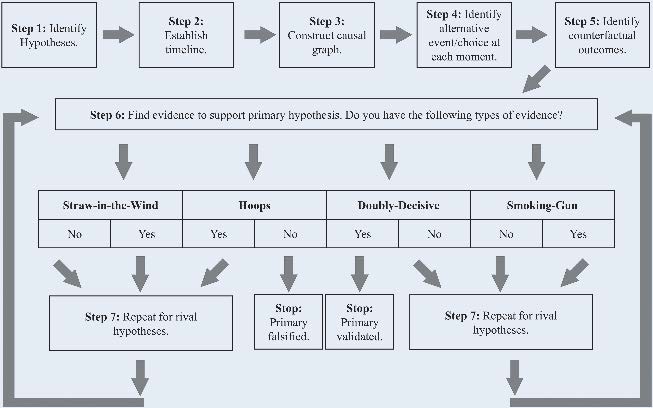 Step 1: Identify
Hypotheses.
Step 2:
Establish
timeline.
Step 3:
Construct causal
graph.
Step 4: Identify
alternative
event/choice at
each moment.
Step 5: Identify
counterfactual
outcomes.
Step 6: Find evidence to support primary hypothesis. Do you have the following types of evidence?
Straw-in-the-Wind Hoops Doubly-Decisive Smoking-Gun
No Yes Yes No Yes No No Yes
Step 7: Repeat for rival
hypotheses.
Stop:
Primary
falsified.
Stop:
Primary
validated.
Step 7: Repeat for rival
hypotheses.